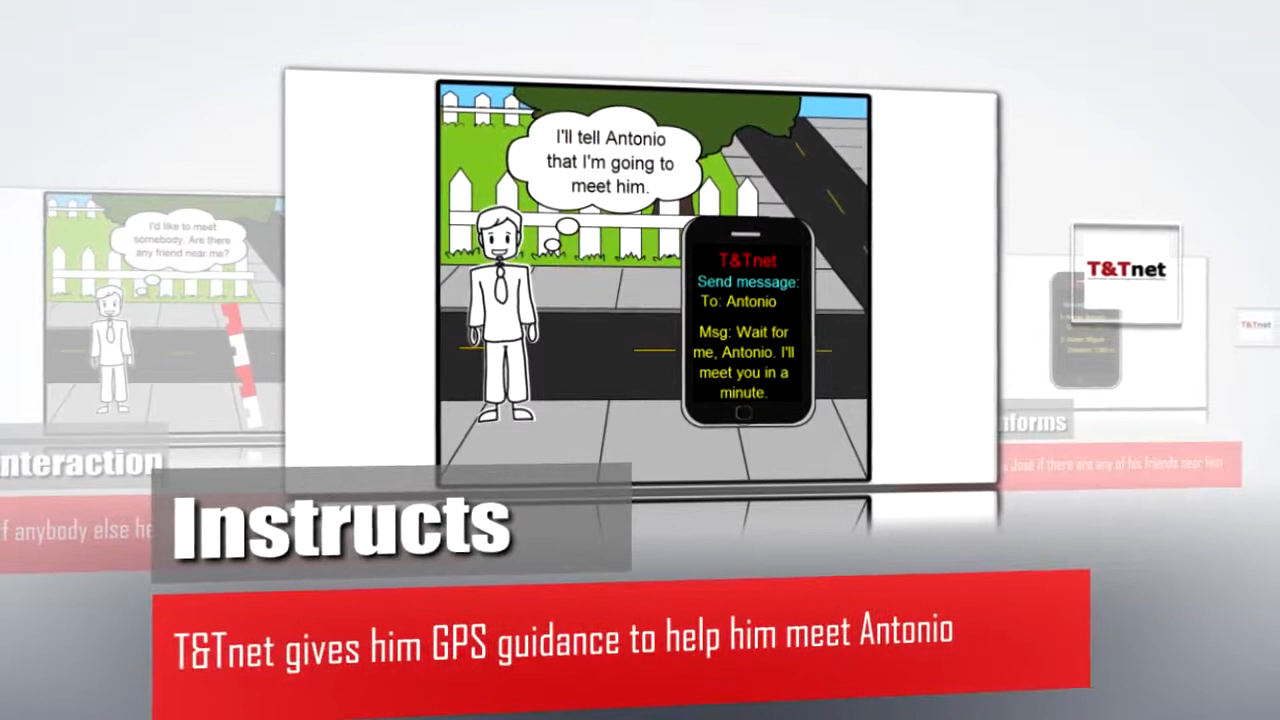 I'll tell Antonio
that I'm going to
meet him.
T&Tnet
Send message:
To: Antonio
Msg: Wait for
me, Antonio. I'll
meet you in a
minute.
Instructs
T&Tnet gives him GPS guidance to help him meet Antonio
I'd like to meet
somebody. Are there
any friend near me?
nteraction
f anybody else he
T&Tnet
T&Tnet
nforms
José if there are any of his friends near him